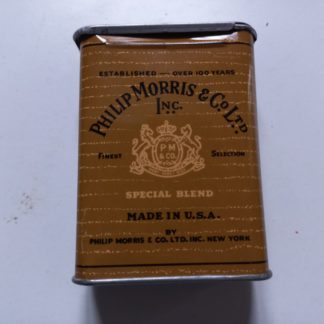 ESTABLISHED — OVER 100 YEARS
PHILIP MORRIS & CO. LTD
INC.
FINEST SELECTION
P·M
& CO.
SPECIAL BLEND
MADE IN U.S.A.
BY
PHILIP MORRIS & CO. LTD. INC. NEW YORK